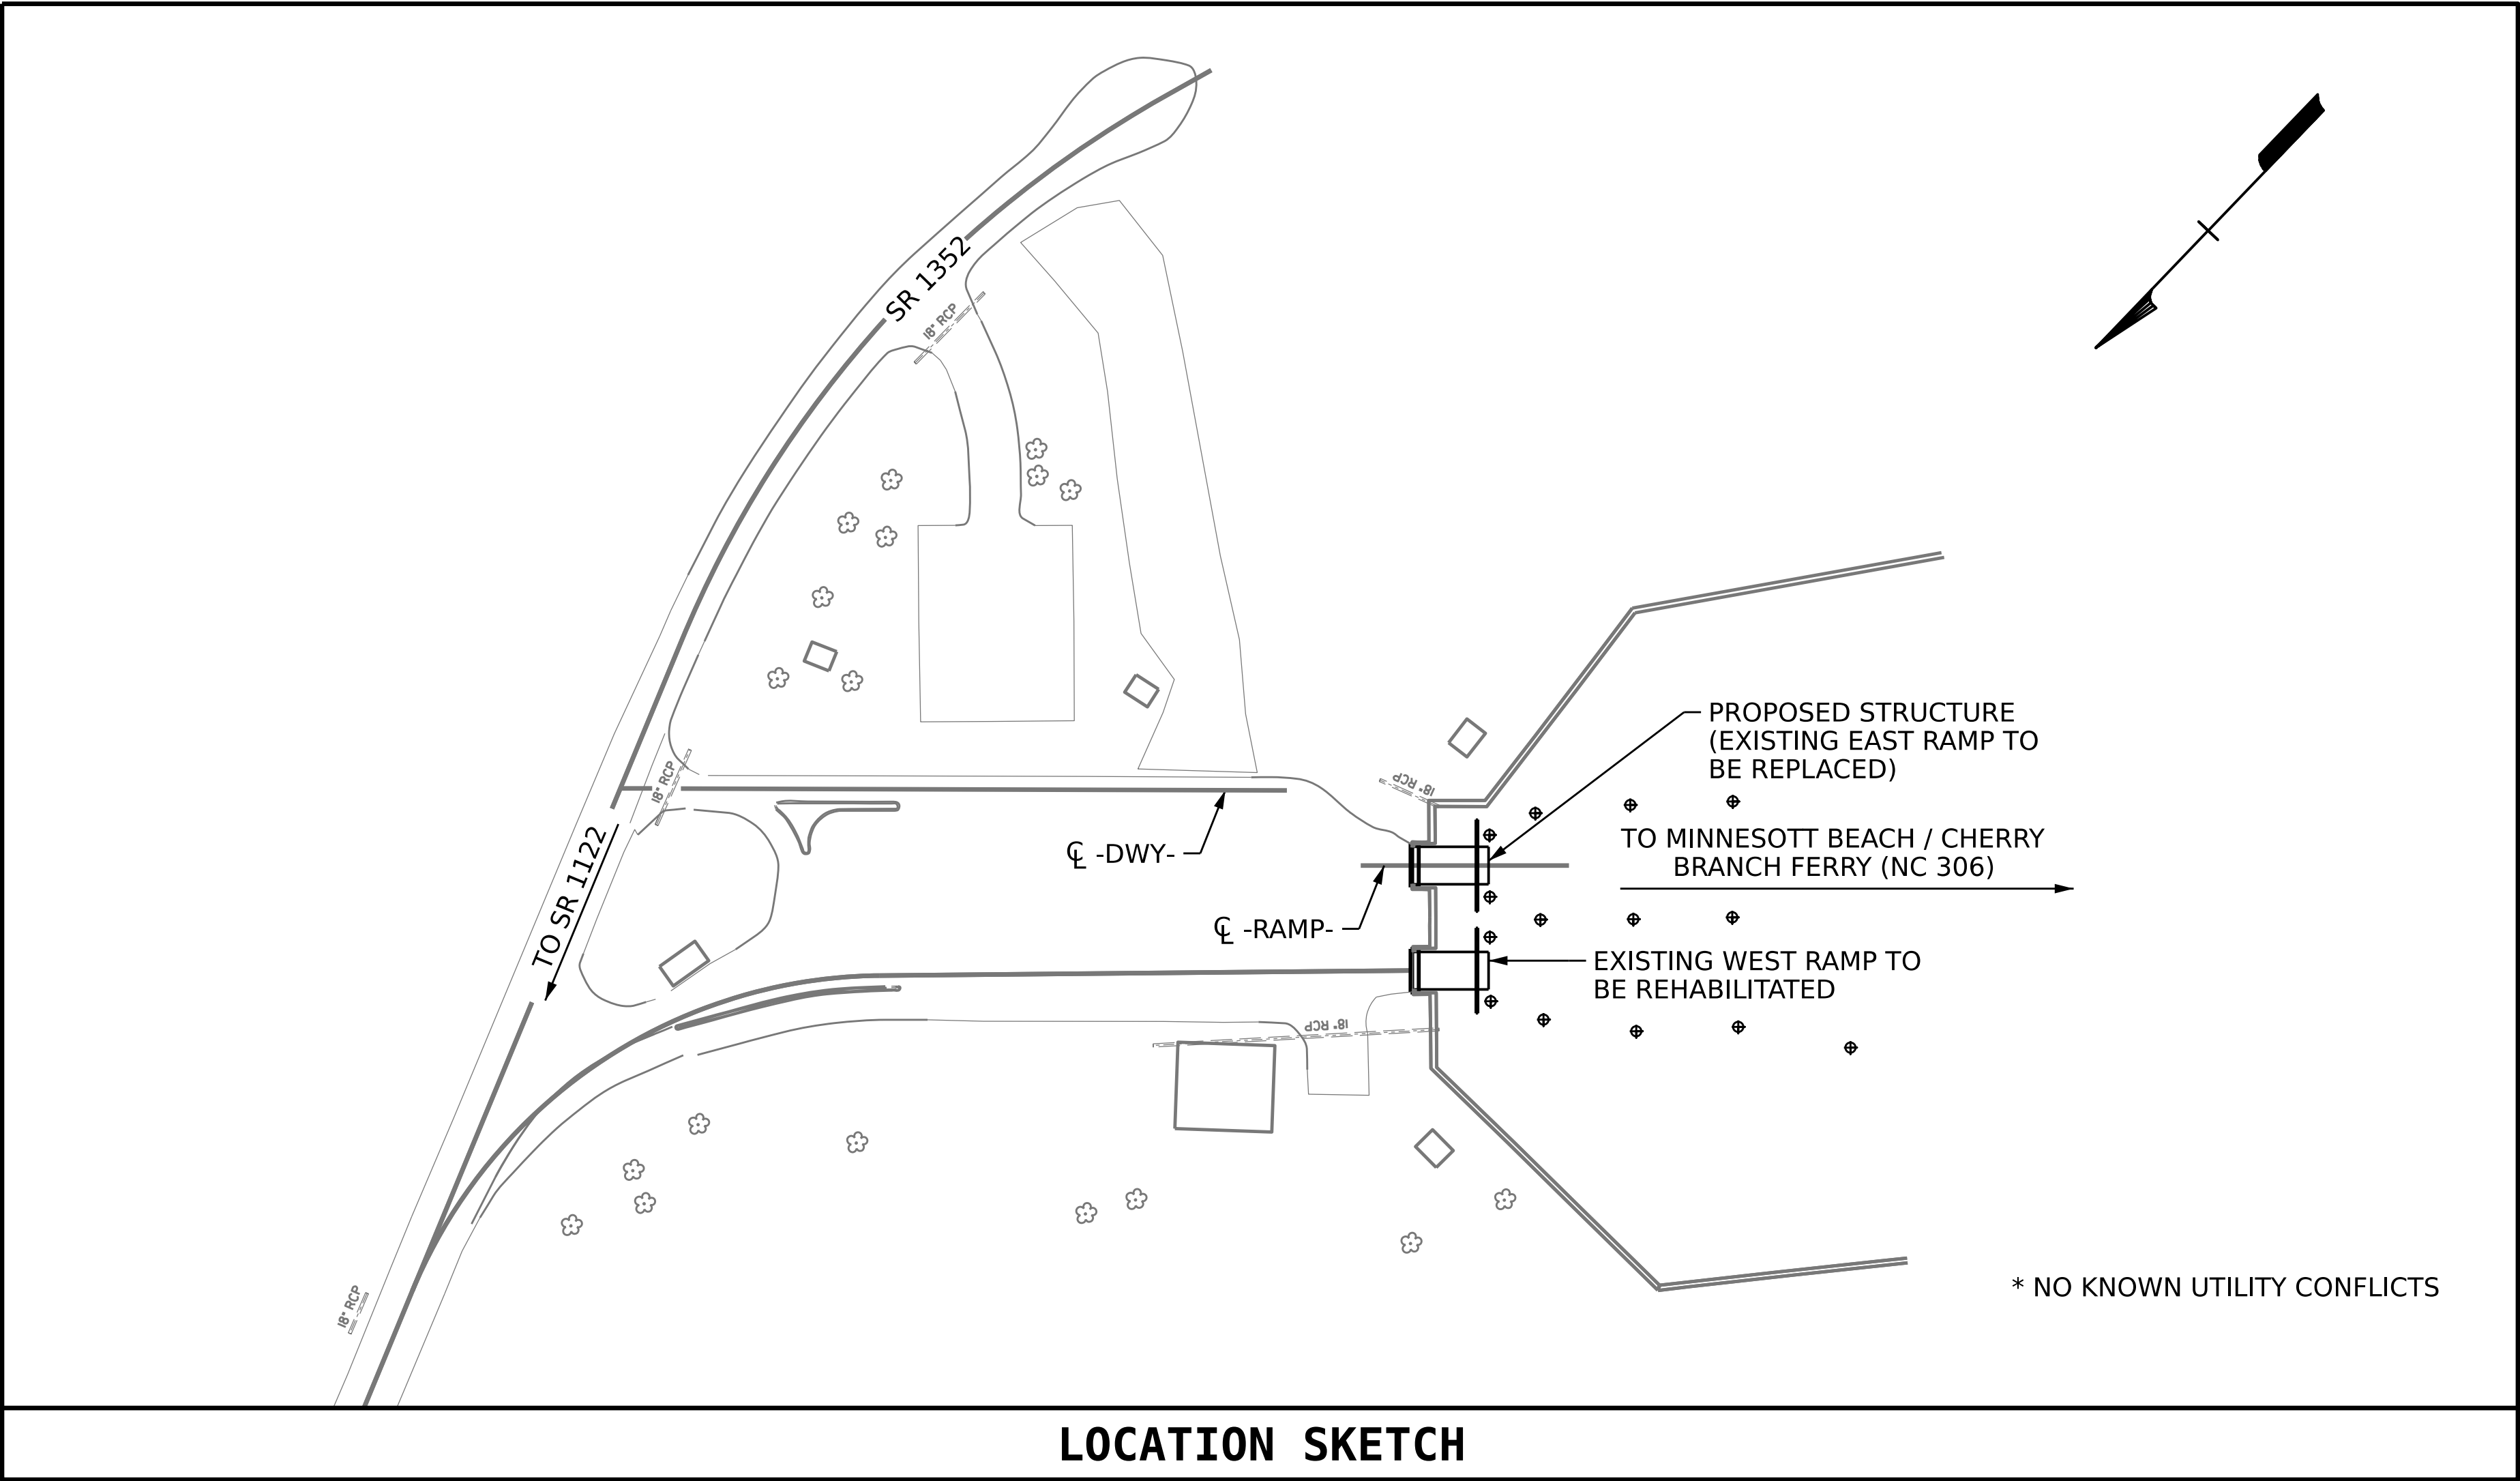 SR 1352
18" RCP
PROPOSED STRUCTURE
(EXISTING EAST RAMP TO
BE REPLACED)
18" RCP
18" RCP
TO MINNESOTT BEACH / CHERRY
BRANCH FERRY (NC 306)
℄ -DWY-
TO SR 1122
℄ -RAMP-
EXISTING WEST RAMP TO
BE REHABILITATED
18" RCP
18" RCP
* NO KNOWN UTILITY CONFLICTS
LOCATION SKETCH